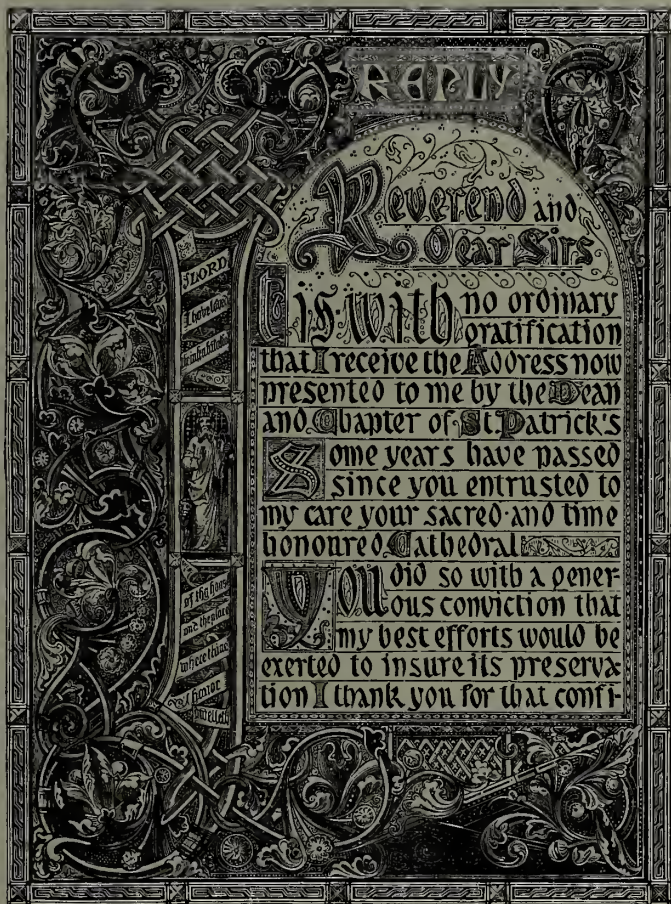 REPLY
Reverend and
Dear Sirs
It is with no ordinary
gratification
that I receive the Address now
presented to me by the Dean
and Chapter of St. Patrick's
Some years have passed
since you entrusted to
my care your sacred and time
honoured Cathedral
You did so with a gener-
ous conviction that
my best efforts would be
exerted to insure its preserva-
tion I thank you for that confi-
LORD
I have loved
of thy house
and the place
where thine
honor
dwelleth